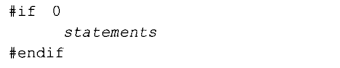 #if 0
statements
#endif